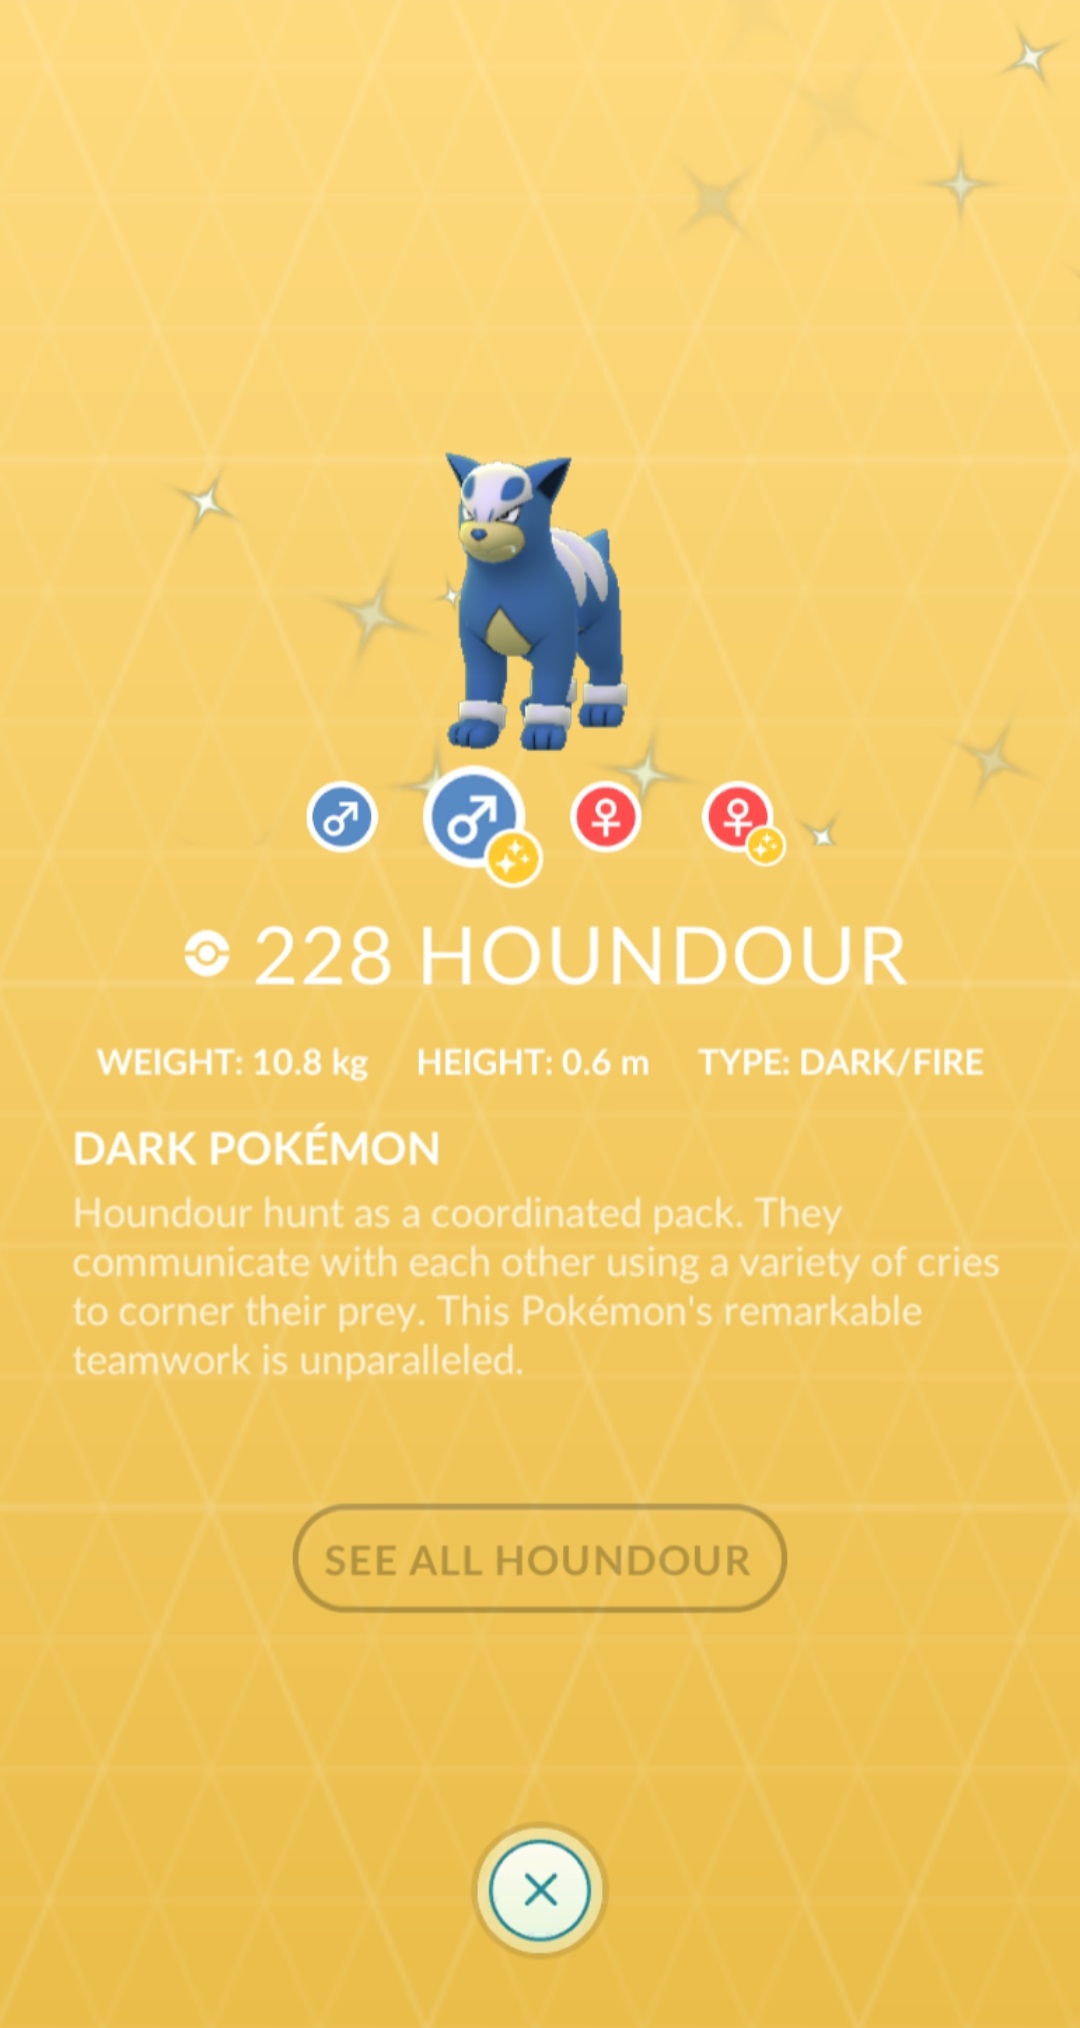 228 HOUNDOUR
WEIGHT: 10.8 kg HEIGHT: 0.6 m TYPE: DARK/FIRE
DARK POKÉMON
Houndour hunt as a coordinated pack. They
communicate with each other using a variety of cries
to corner their prey. This Pokémon's remarkable
teamwork is unparalleled.
SEE ALL HOUNDOUR